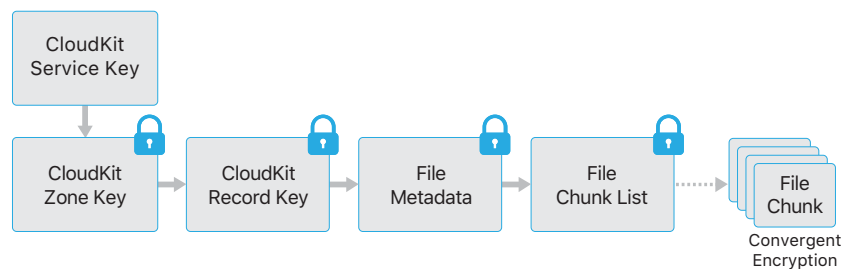 CloudKit
Service Key
CloudKit
Zone Key
CloudKit
Record Key
File
Metadata
File
Chunk List
File
Chunk
Convergent
Encryption